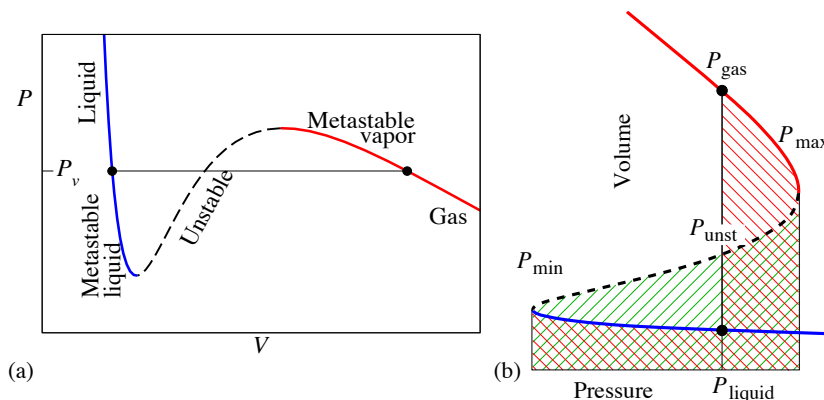 P
Liquid
Metastable
vapor
P_v
Unstable
Gas
Metastable
liquid
V
(a)
P_gas
Volume
P_max
P_unst
P_min
(b)
Pressure
P_liquid